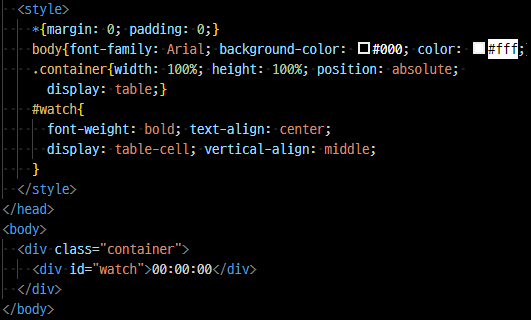 <style>
*{margin: 0; padding: 0;}
body{font-family: Arial; background-color: #000; color: #fff;
.container{width: 100%; height: 100%; position: absolute;
display: table;}
#watch{
font-weight: bold; text-align: center;
display: table-cell; vertical-align: middle;
}
</style>
</head>
<body>
<div class="container">
<div id="watch">00:00:00</div>
</div>
</body>